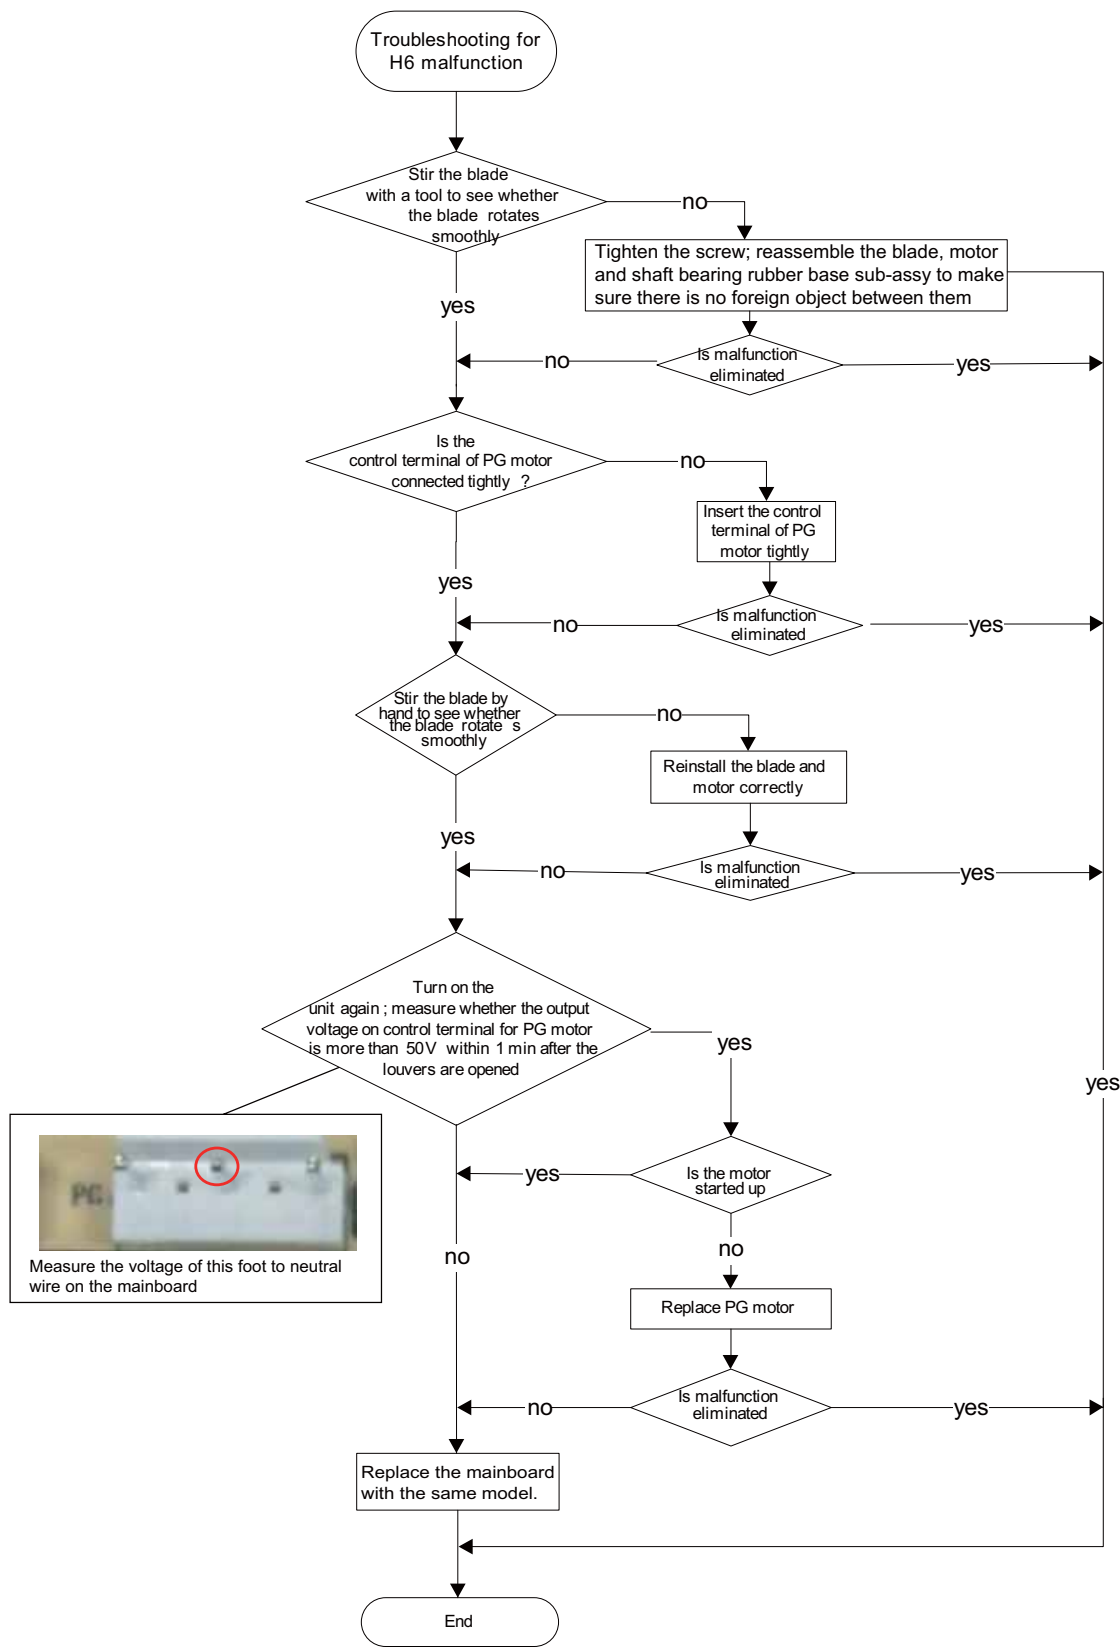 Troubleshooting for
H6 malfunction
Stir the blade
with a tool to see whether
the blade rotates
smoothly
no
Tighten the screw; reassemble the blade, motor
and shaft bearing rubber base sub-assy to make
sure there is no foreign object between them
yes
Is malfunction
eliminated
no
yes
Is the
control terminal of PG motor
connected tightly ?
no
Insert the control
terminal of PG
motor tightly
yes
Is malfunction
eliminated
no
yes
Stir the blade by
hand to see whether
the blade rotate s
smoothly
no
Reinstall the blade and
motor correctly
yes
Is malfunction
eliminated
no
yes
Turn on the
unit again ; measure whether the output
voltage on control terminal for PG motor
is more than 50V within 1 min after the
louvers are opened
yes
yes
PG
Measure the voltage of this foot to neutral
wire on the mainboard
Is the motor
started up
yes
no
no
Replace PG motor
Is malfunction
eliminated
no
yes
Replace the mainboard
with the same model.
End